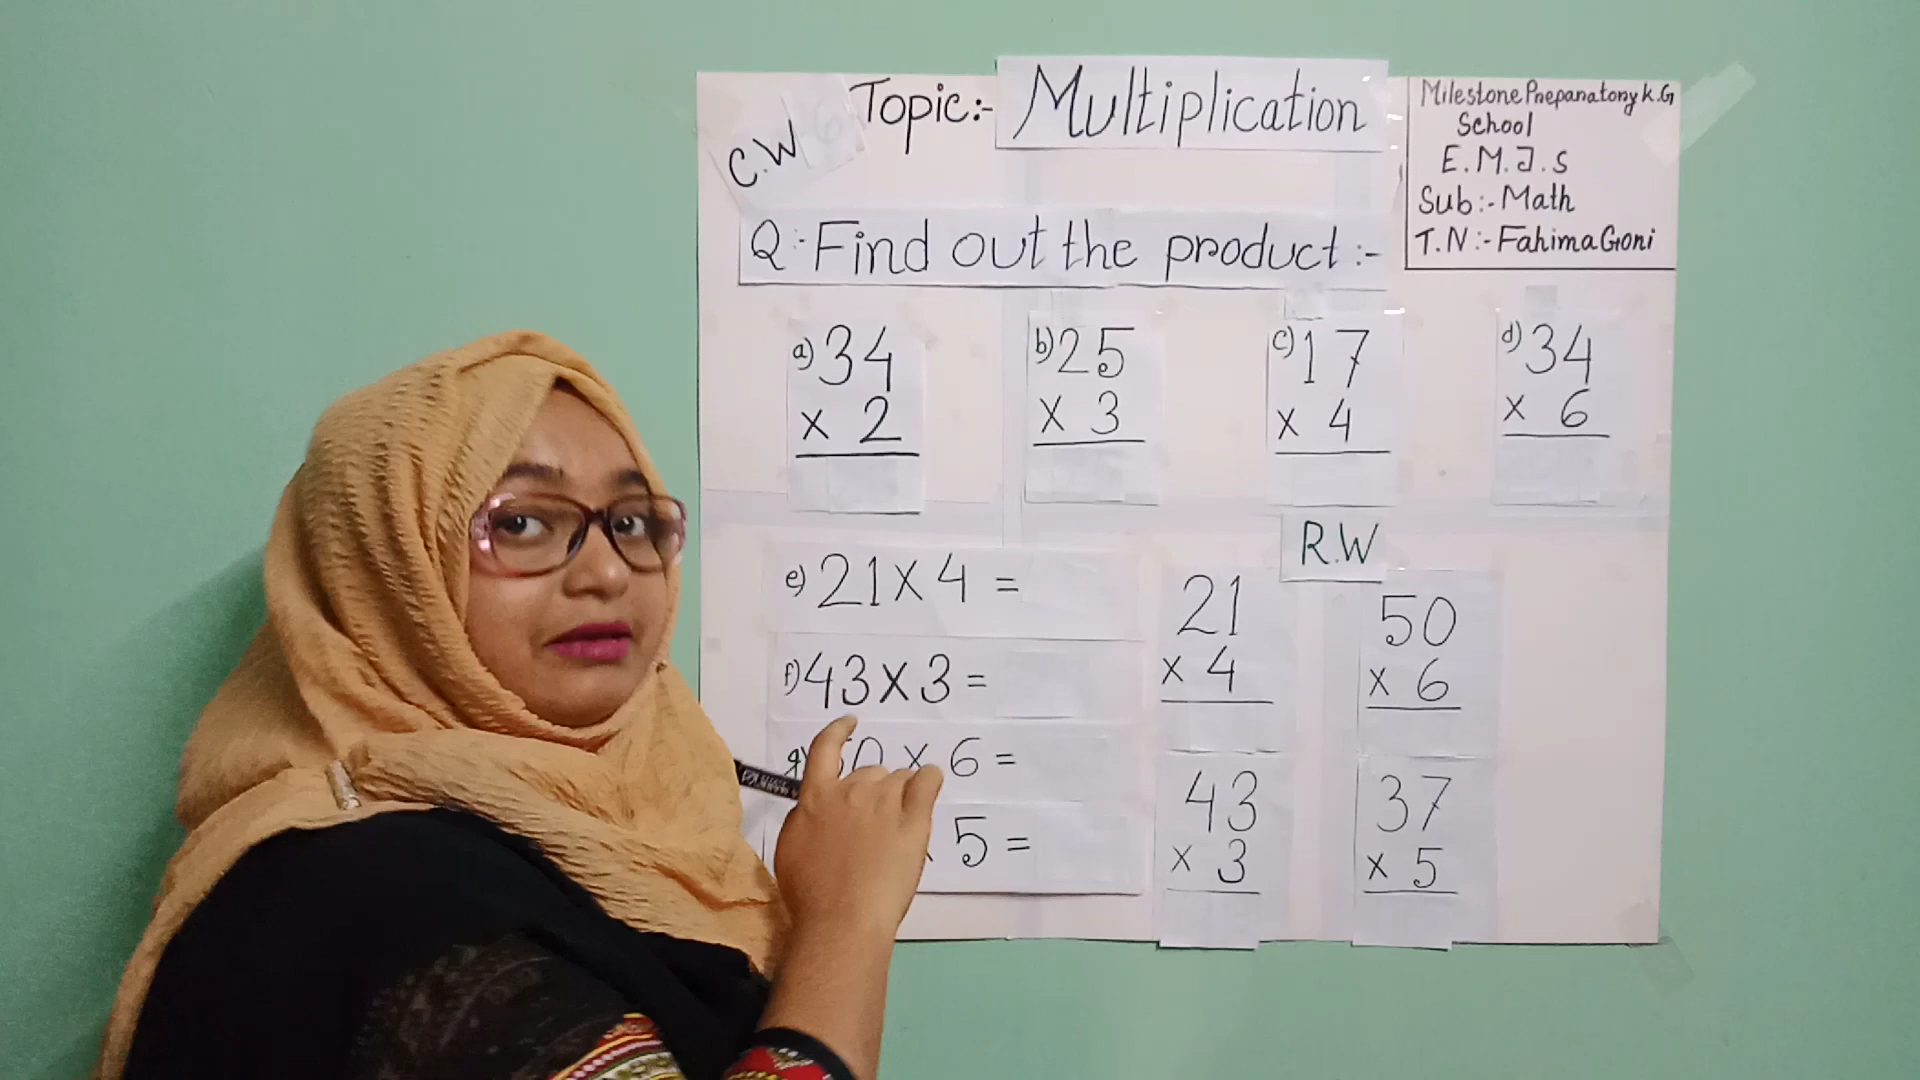 C.W
Topic:- Multiplication
Milestone Preparatory K.G
School
E.M.J.S
Sub:- Math
T.N:- Fahima Goni
Q:- Find out the product :-
a) 34
x 2
b) 25
x 3
c) 17
x 4
d) 34
x 6
R.W
e) 21 x 4 =
f) 43 x 3 =
g) 50 x 6 =
5 =
21
x 4
50
x 6
43
x 3
37
x 5